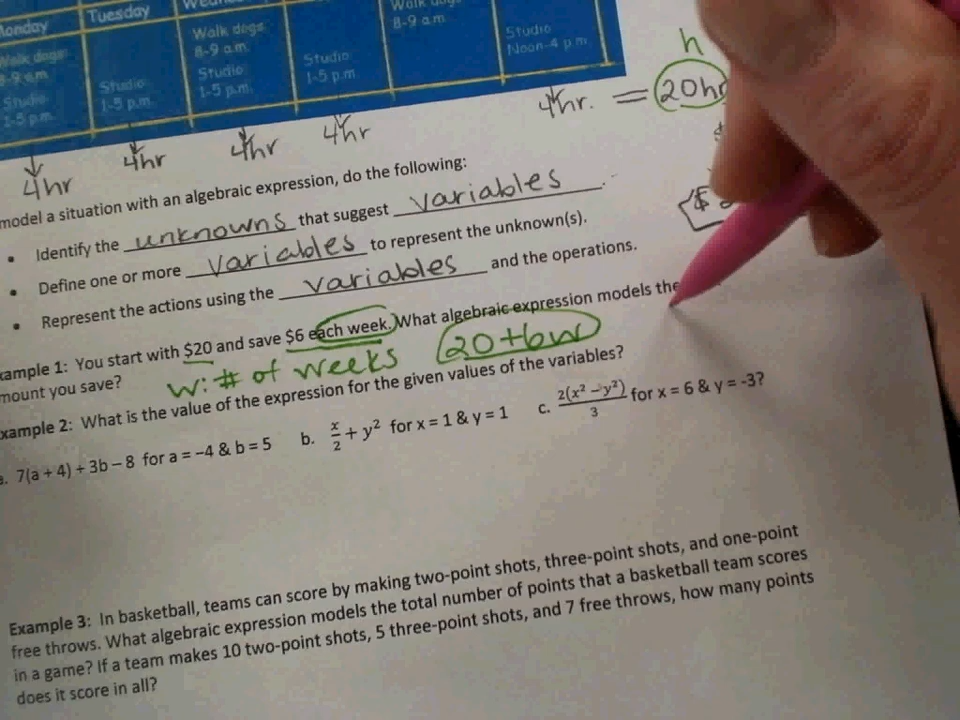 Monday Tuesday
Walk dogs Walk dogs Walk dogs
8-9 a.m 8-9 a.m 8-9 a.m
Studio Studio Studio Studio Studio
1-5 p.m 1-5 p.m 1-5 p.m 1-5 p.m Noon-4 p.m
h
4hr 4hr 4hr 4hr 4hr. = 20hr
model a situation with an algebraic expression, do the following:
• Identify the unknowns that suggest variables.
• Define one or more variables to represent the unknown(s).
• Represent the actions using the variables and the operations.
xample 1: You start with $20 and save $6 each week. What algebraic expression models the
mount you save?
w: # of weeks 20+6w
xample 2: What is the value of the expression for the given values of the variables?
a. 7(a + 4) + 3b – 8 for a = –4 & b = 5 b. x/2 + y² for x = 1 & y = 1 c. 2(x² – y²)/3 for x = 6 & y = -3?
Example 3: In basketball, teams can score by making two-point shots, three-point shots, and one-point
free throws. What algebraic expression models the total number of points that a basketball team scores
in a game? If a team makes 10 two-point shots, 5 three-point shots, and 7 free throws, how many points
does it score in all?